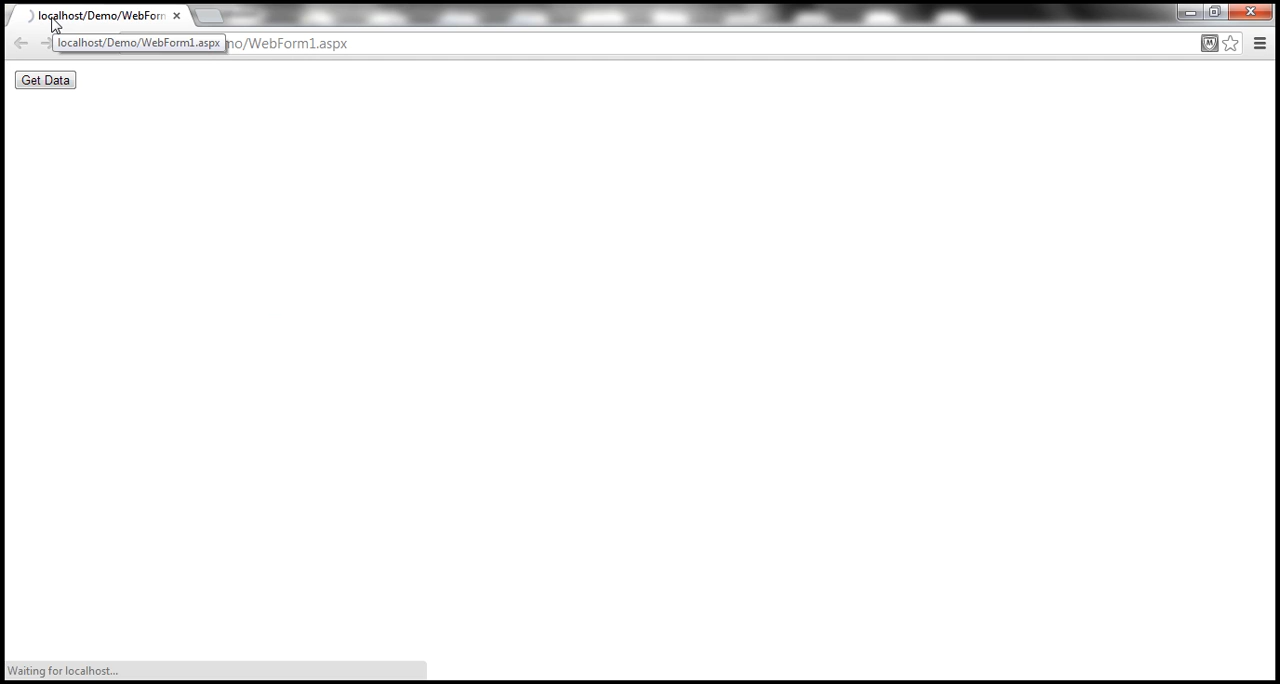 localhost/Demo/WebForm
localhost/Demo/WebForm1.aspx
mo/WebForm1.aspx
Get Data
Waiting for localhost...